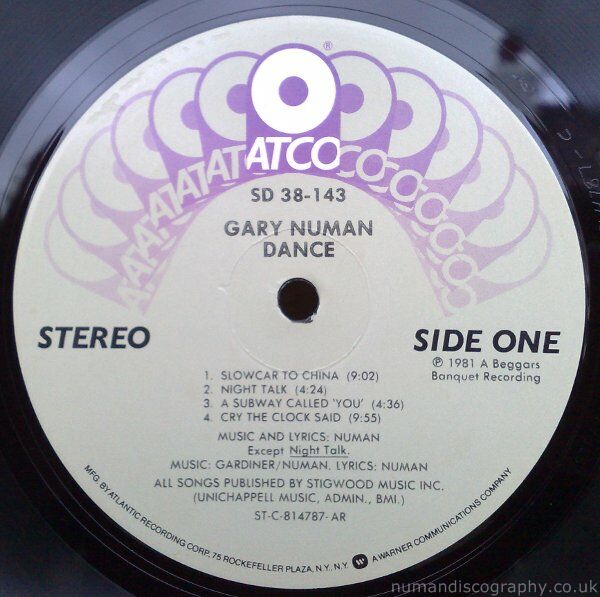 ®
ATCO
SD 38-143
GARY NUMAN
DANCE
STEREO
SIDE ONE
℗ 1981 A Beggars
Banquet Recording
1. SLOWCAR TO CHINA (9:02)
2. NIGHT TALK (4:24)
3. A SUBWAY CALLED 'YOU' (4:36)
4. CRY THE CLOCK SAID (9:55)
MUSIC AND LYRICS: NUMAN
Except Night Talk.
MUSIC: GARDINER/NUMAN. LYRICS: NUMAN
ALL SONGS PUBLISHED BY STIGWOOD MUSIC INC.
(UNICHAPPELL MUSIC, ADMIN., BMI.)
ST-C-814787-AR
MFG. BY ATLANTIC RECORDING CORP., 75 ROCKEFELLER PLAZA, N.Y., N.Y. A WARNER COMMUNICATIONS COMPANY
numandiscography.co.uk